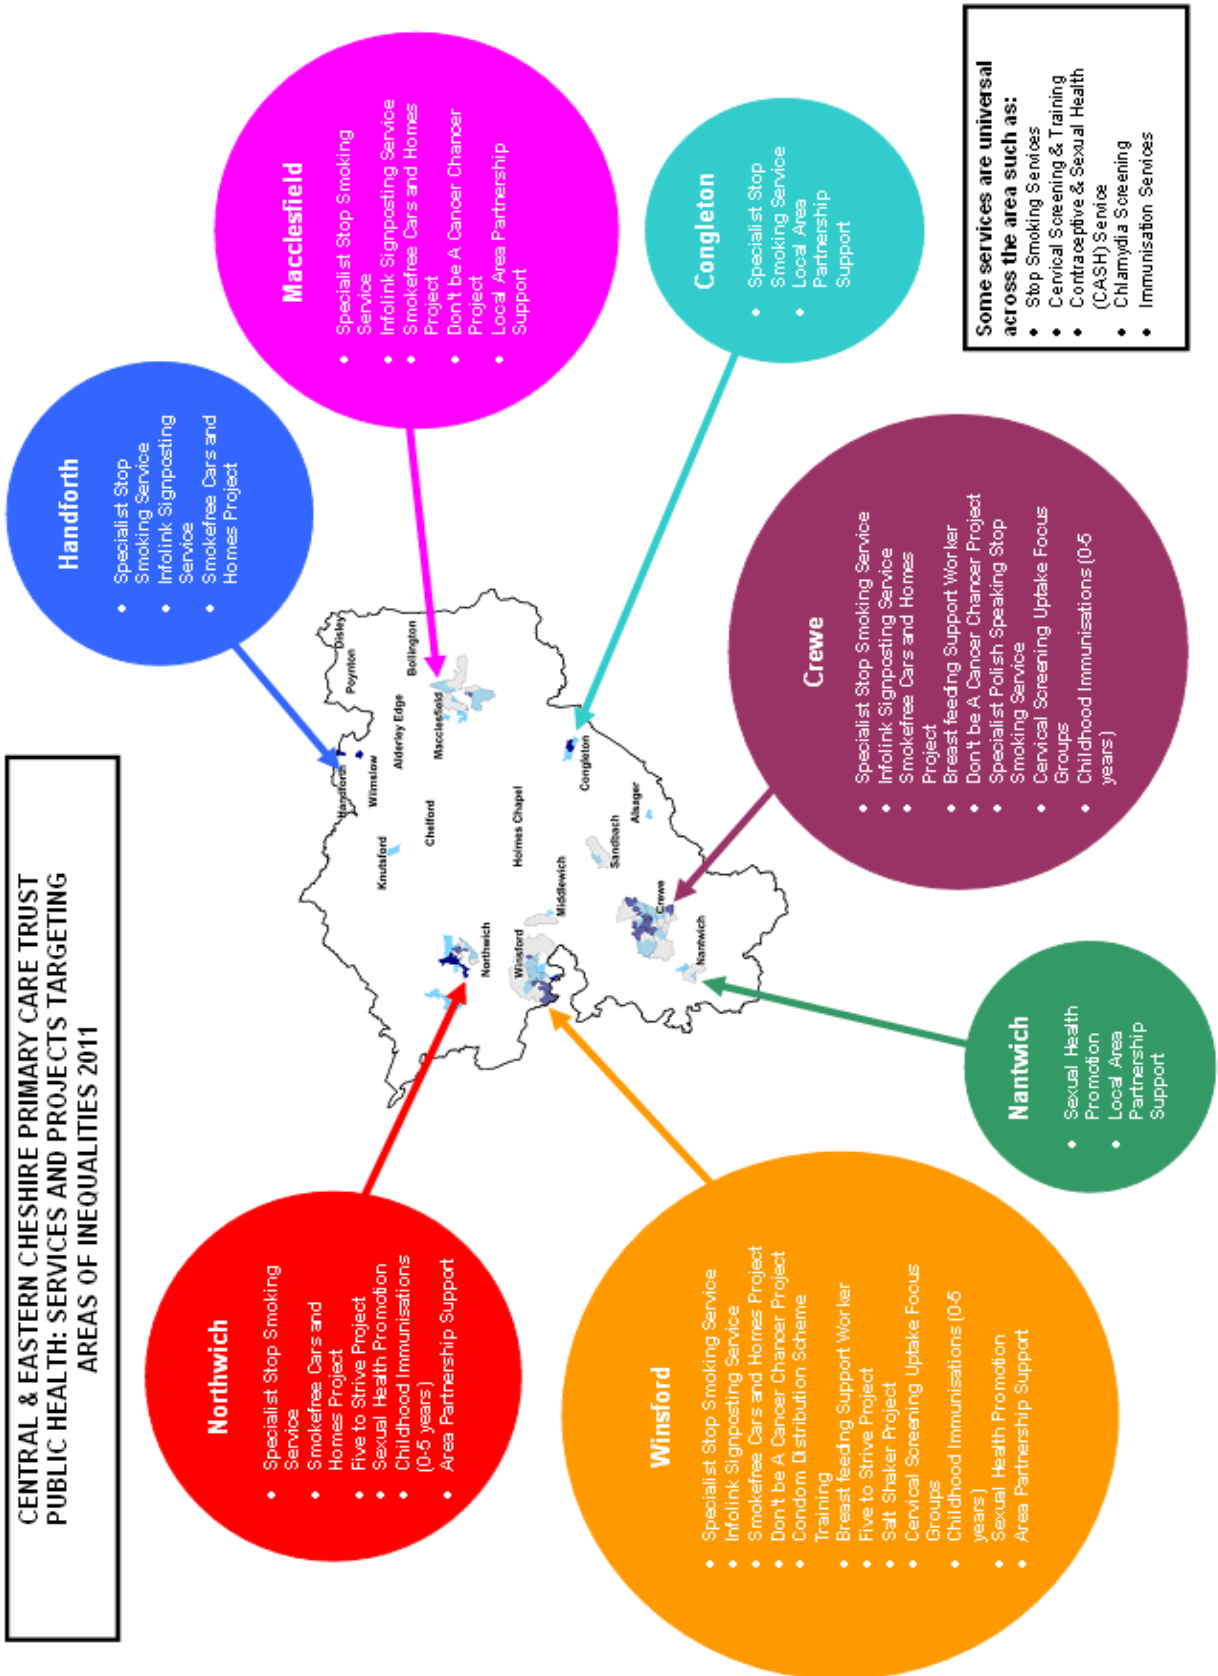 CENTRAL & EASTERN CHESHIRE PRIMARY CARE TRUST
PUBLIC HEALTH: SERVICES AND PROJECTS TARGETING
AREAS OF INEQUALITIES 2011
Northwich
• Specialist Stop Smoking
Service
• Smokefree Cars and
Homes Project
• Five to Strive Project
• Sexual Health Promotion
• Childhood Immunisations
(0-5 years)
• Area Partnership Support
Handforth
• Specialist Stop
Smoking Service
• Infolink Signposting
Service
• Smokefree Cars and
Homes Project
Macclesfield
• Specialist Stop Smoking
Service
• Infolink Signposting Service
• Smokefree Cars and Homes
Project
• Don't be A Cancer Chancer
Project
• Local Area Partnership
Support
Handforth
Poynton
Disley
Wilmslow
Knutsford
Alderley Edge
Bollington
Chelford
Macclesfield
Northwich
Holmes Chapel
Winsford
Middlewich
Congleton
Sandbach
Alsager
Crewe
Nantwich
Winsford
• Specialist Stop Smoking Service
• Infolink Signposting Service
• Smokefree Cars and Homes Project
• Don't be A Cancer Chancer Project
• Condom Distribution Scheme
Training
• Breast feeding Support Worker
• Five to Strive Project
• Salt Shaker Project
• Cervical Screening Uptake Focus
Groups
• Childhood Immunisations (0-5
years)
• Sexual Health Promotion
• Area Partnership Support
Nantwich
• Sexual Health
Promotion
• Local Area
Partnership
Support
Crewe
• Specialist Stop Smoking Service
• Infolink Signposting Service
• Smokefree Cars and Homes
Project
• Breast feeding Support Worker
• Don't be A Cancer Chancer Project
• Specialist Polish Speaking Stop
Smoking Service
• Cervical Screening Uptake Focus
Groups
• Childhood Immunisations (0-5
years)
Congleton
• Specialist Stop
Smoking Service
• Local Area
Partnership
Support
Some services are universal
across the area such as:
• Stop Smoking Services
• Cervical Screening & Training
• Contraceptive & Sexual Health
(CASH) Service
• Chlamydia Screening
• Immunisation Services